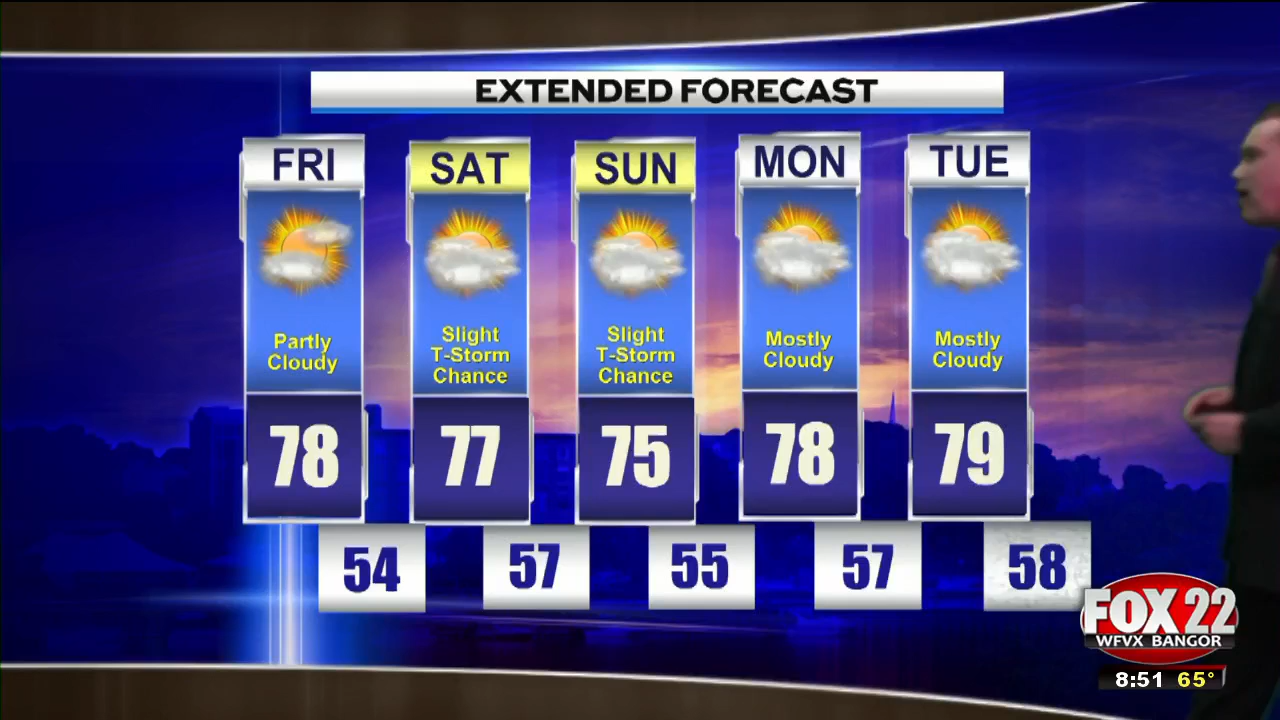 EXTENDED FORECAST
FRI
SAT
SUN
MON
TUE
Partly
Cloudy
Slight
T-Storm
Chance
Slight
T-Storm
Chance
Mostly
Cloudy
Mostly
Cloudy
78
77
75
78
79
54
57
55
57
58
FOX 22
WFVX BANGOR
8:51 65°